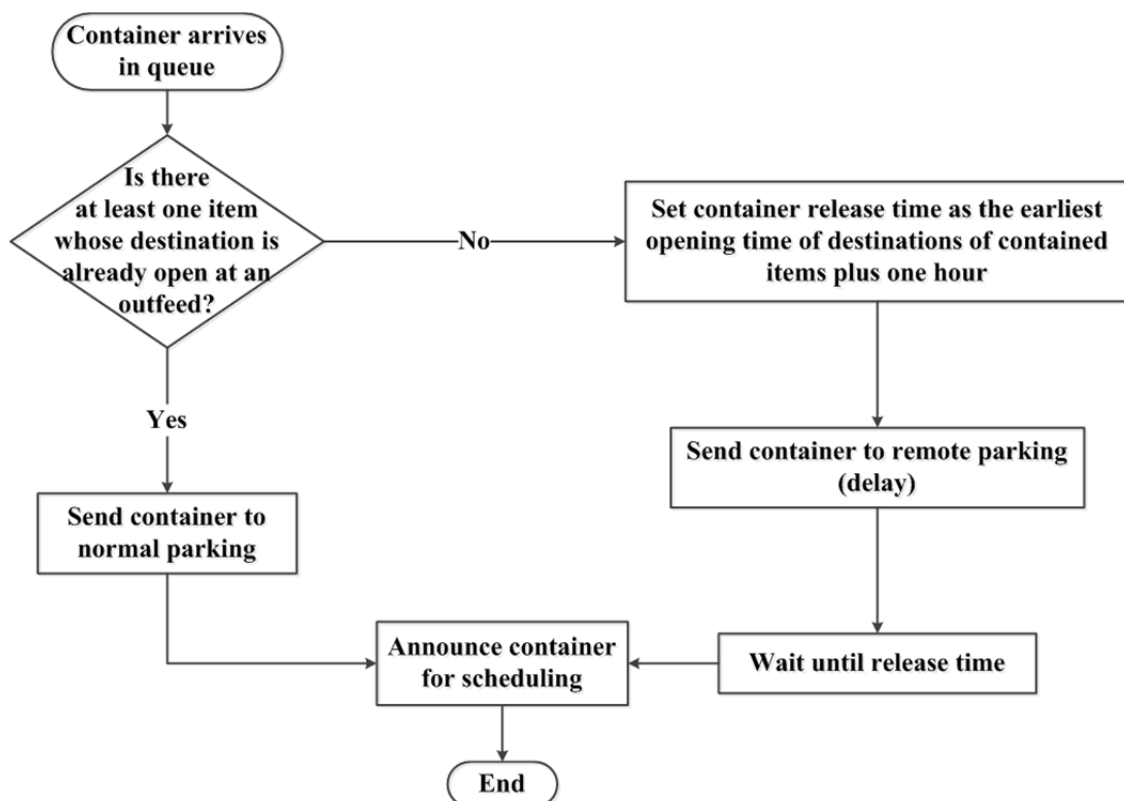 Container arrives
in queue
Is there
at least one item
whose destination is
already open at an
outfeed?
No
Set container release time as the earliest
opening time of destinations of contained
items plus one hour
Yes
Send container to remote parking
(delay)
Send container to
normal parking
Announce container
for scheduling
Wait until release time
End